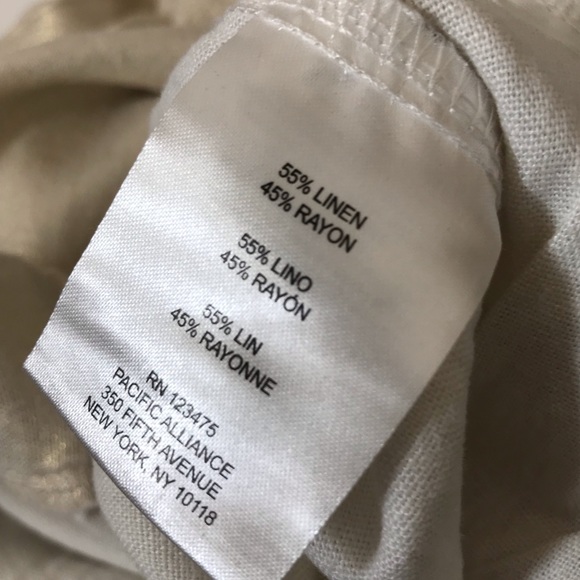 55% LINEN
45% RAYON
55% LINO
45% RAYÓN
55% LIN
45% RAYONNE
RN 123475
PACIFIC ALLIANCE
350 FIFTH AVENUE
NEW YORK, NY 10118